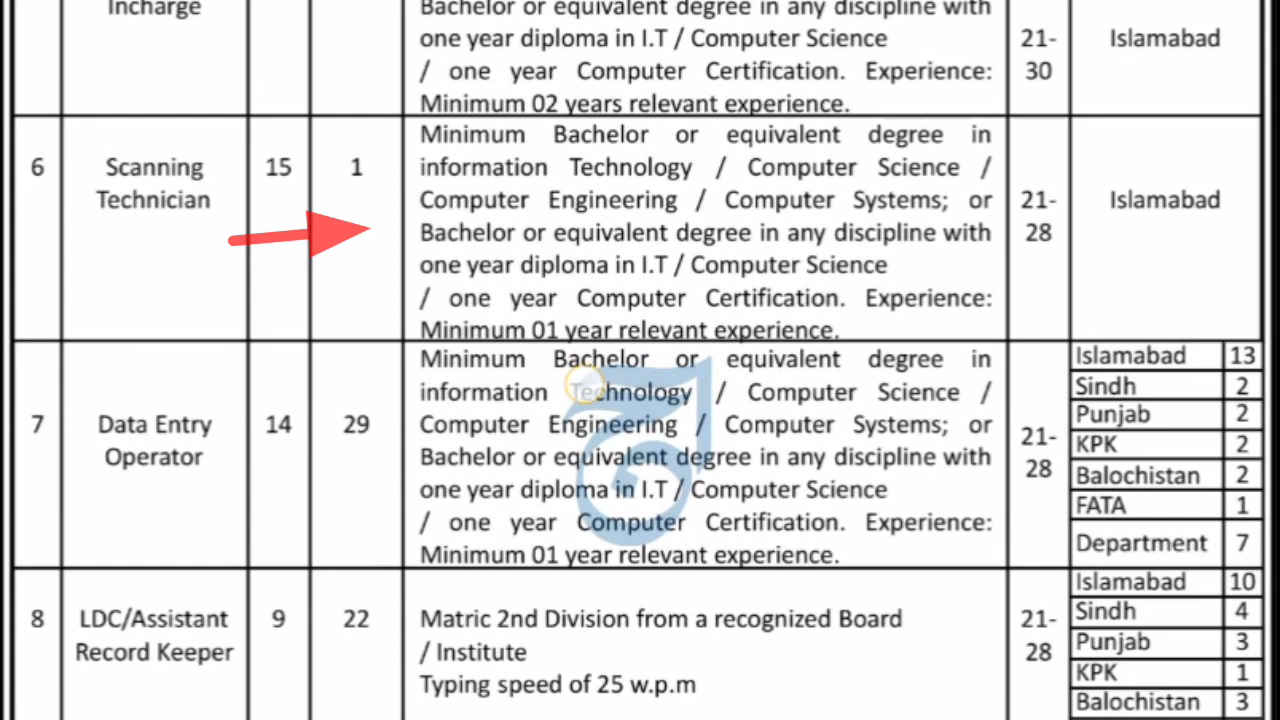 Incharge
Bachelor or equivalent degree in any discipline with
one year diploma in I.T / Computer Science
/ one year Computer Certification. Experience:
Minimum 02 years relevant experience.
21-
30
Islamabad
6
Scanning
Technician
15
1
Minimum Bachelor or equivalent degree in
information Technology / Computer Science /
Computer Engineering / Computer Systems; or
Bachelor or equivalent degree in any discipline with
one year diploma in I.T / Computer Science
/ one year Computer Certification. Experience:
Minimum 01 year relevant experience.
21-
28
Islamabad
7
Data Entry
Operator
14
29
Minimum Bachelor or equivalent degree in
information Technology / Computer Science /
Computer Engineering / Computer Systems; or
Bachelor or equivalent degree in any discipline with
one year diploma in I.T / Computer Science
/ one year Computer Certification. Experience:
Minimum 01 year relevant experience.
21-
28
Islamabad 13
Sindh 2
Punjab 2
KPK 2
Balochistan 2
FATA 1
Department 7
8
LDC/Assistant
Record Keeper
9
22
Matric 2nd Division from a recognized Board
/ Institute
Typing speed of 25 w.p.m
21-
28
Islamabad 10
Sindh 4
Punjab 3
KPK 1
Balochistan 3